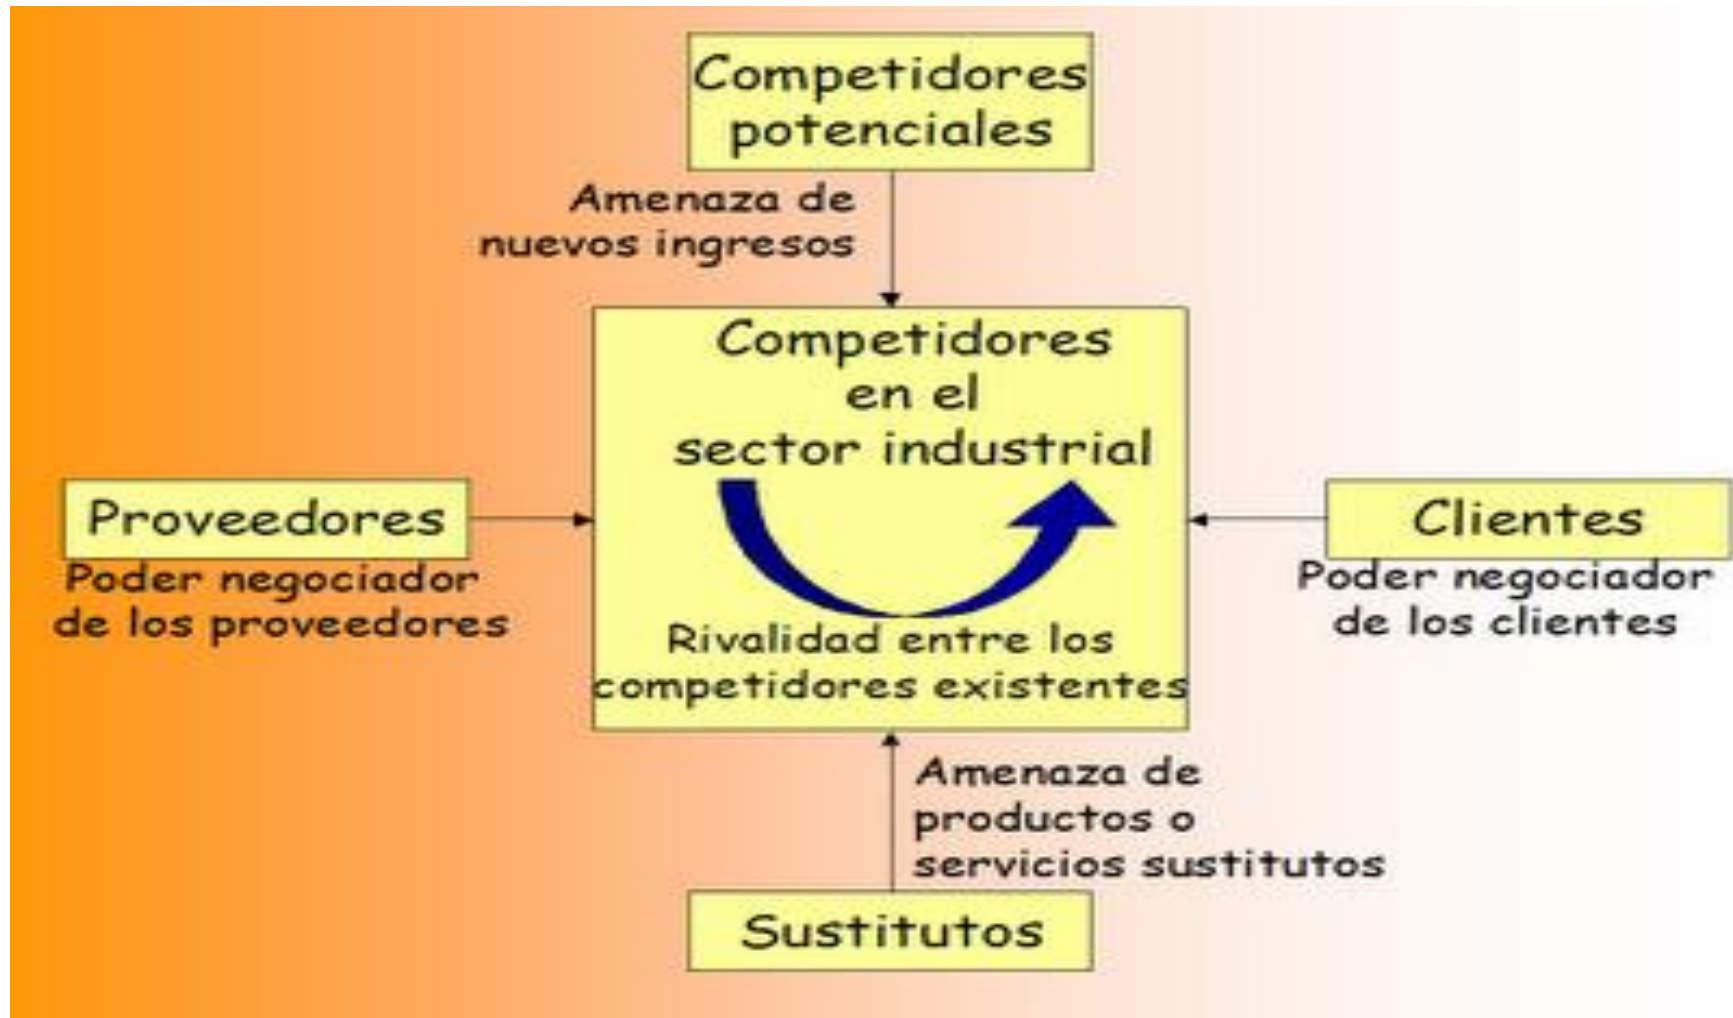 Competidores
potenciales
Amenaza de
nuevos ingresos
Competidores
en el
sector industrial
Proveedores
Poder negociador
de los proveedores
Clientes
Poder negociador
de los clientes
Rivalidad entre los
competidores existentes
Amenaza de
productos o
servicios sustitutos
Sustitutos